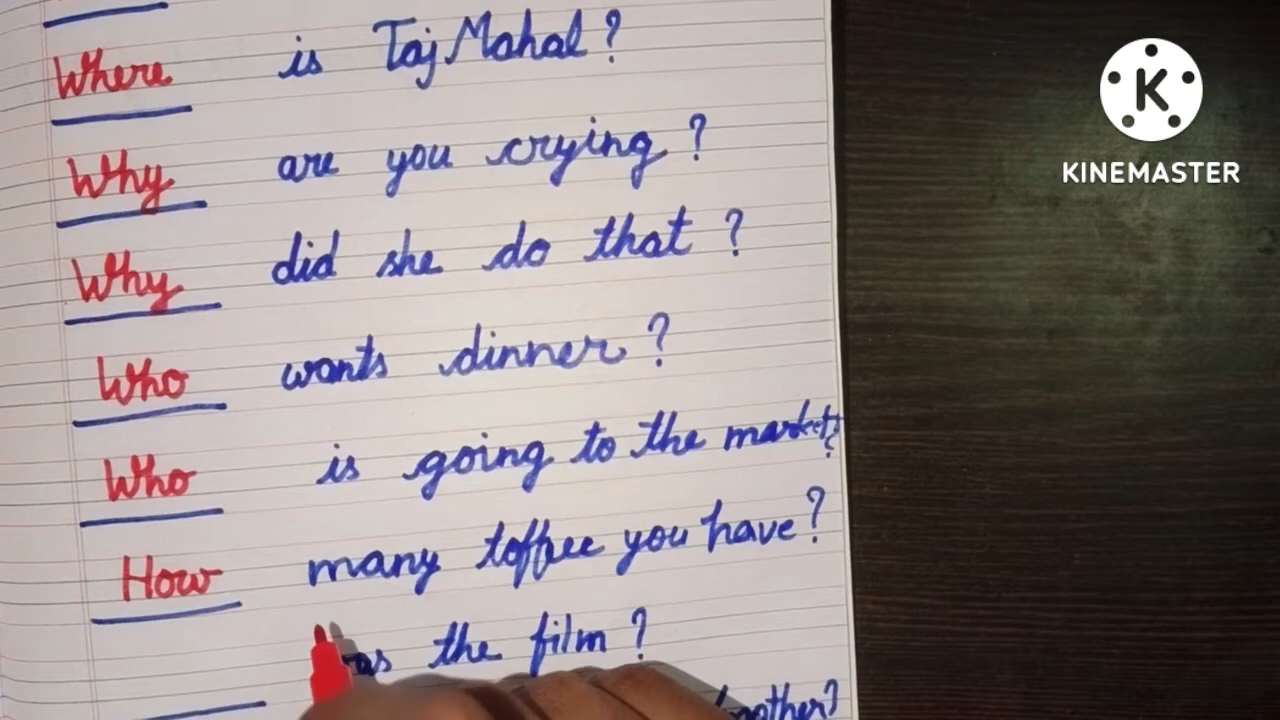 Where is Taj Mahal?
Why are you crying?
Why did she do that?
Who wants dinner?
Who is going to the market?
How many toffee you have?
the film?
mother?
K
KINEMASTER